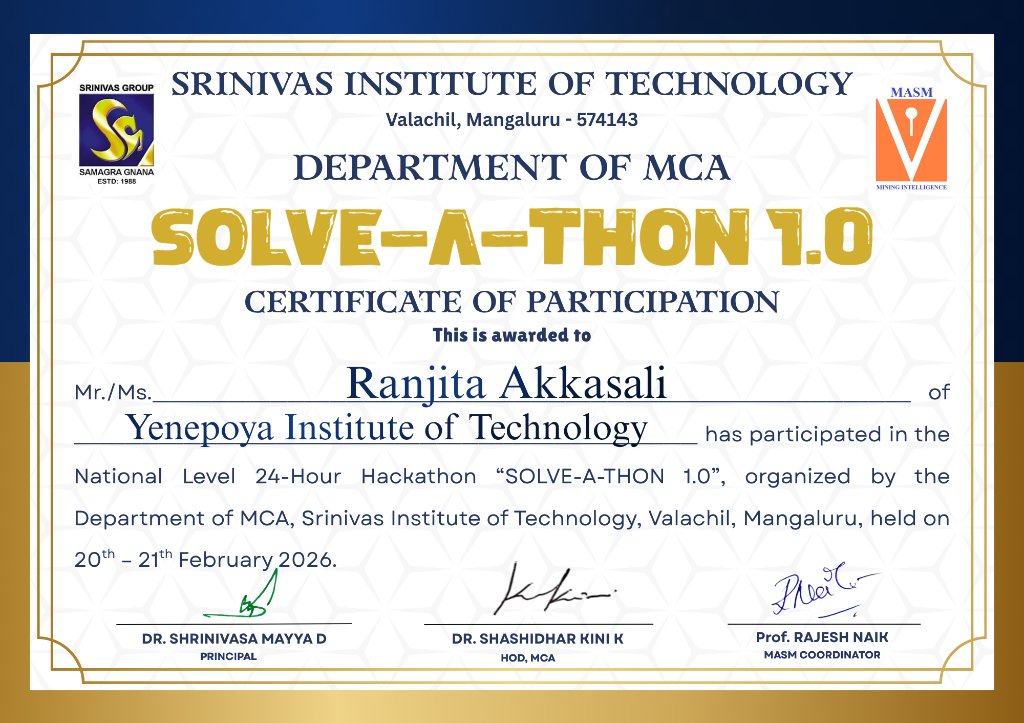 SRINIVAS GROUP
SAMAGRA GNANA
ESTD: 1988
SRINIVAS INSTITUTE OF TECHNOLOGY
Valachil, Mangaluru - 574143
MASM
MINING INTELLIGENCE
DEPARTMENT OF MCA
SOLVE-A-THON 1.0
CERTIFICATE OF PARTICIPATION
This is awarded to
Mr./Ms. Ranjita Akkasali of
Yenepoya Institute of Technology has participated in the
National Level 24-Hour Hackathon “SOLVE-A-THON 1.0”, organized by the
Department of MCA, Srinivas Institute of Technology, Valachil, Mangaluru, held on
20th – 21th February 2026.
DR. SHRINIVASA MAYYA D
PRINCIPAL
DR. SHASHIDHAR KINI K
HOD, MCA
Prof. RAJESH NAIK
MASM COORDINATOR